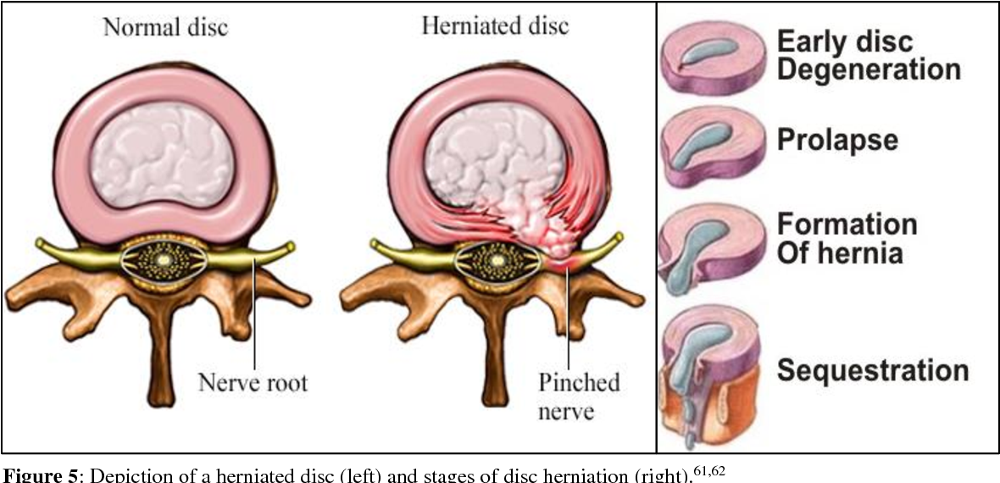 Normal disc
Herniated disc
Nerve root
Pinched
nerve
Early disc
Degeneration
Prolapse
Formation
Of hernia
Sequestration
Figure 5: Depiction of a herniated disc (left) and stages of disc herniation (right).61,62